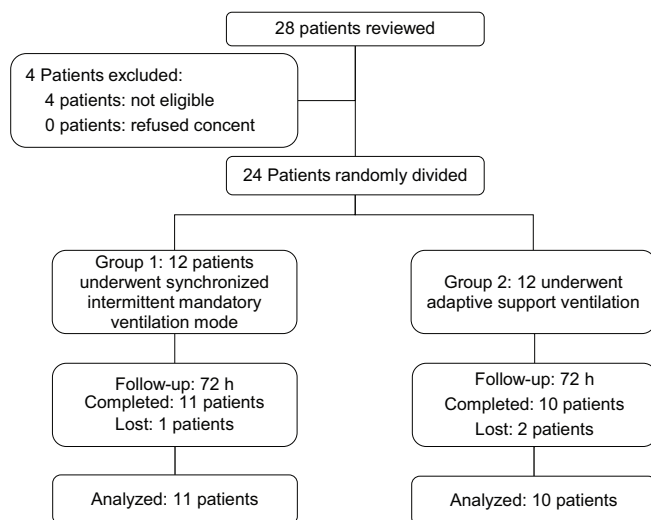 28 patients reviewed
4 Patients excluded:
4 patients: not eligible
0 patients: refused concent
24 Patients randomly divided
Group 1: 12 patients
underwent synchronized
intermittent mandatory
ventilation mode
Group 2: 12 underwent
adaptive support ventilation
Follow-up: 72 h
Completed: 11 patients
Lost: 1 patients
Follow-up: 72 h
Completed: 10 patients
Lost: 2 patients
Analyzed: 11 patients
Analyzed: 10 patients